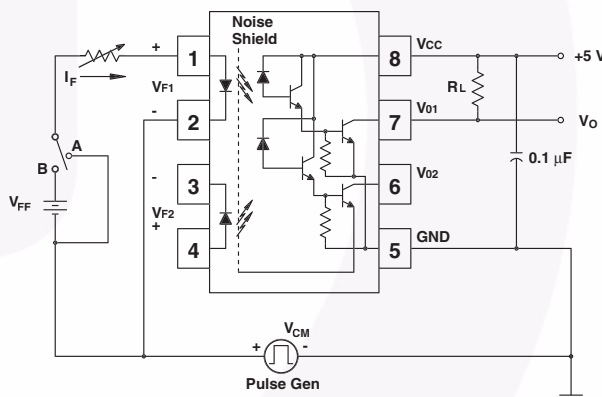 Noise
Shield
+
1
8
VCC
+5 V
IF
VF1
RL
-
2
7
V01
VO
A
B
-
3
6
V02
0.1 µF
VFF
VF2
+
4
5
GND
VCM
+
-
Pulse Gen